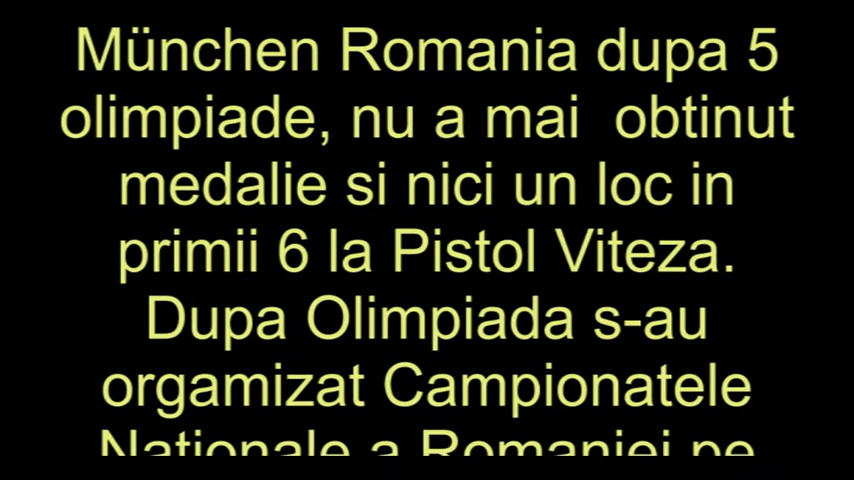 München Romania dupa 5
olimpiade, nu a mai  obtinut
medalie si nici un loc in
primii 6 la Pistol Viteza.
Dupa Olimpiada s-au
orgamizat Campionatele
Nationale a Romaniei pe